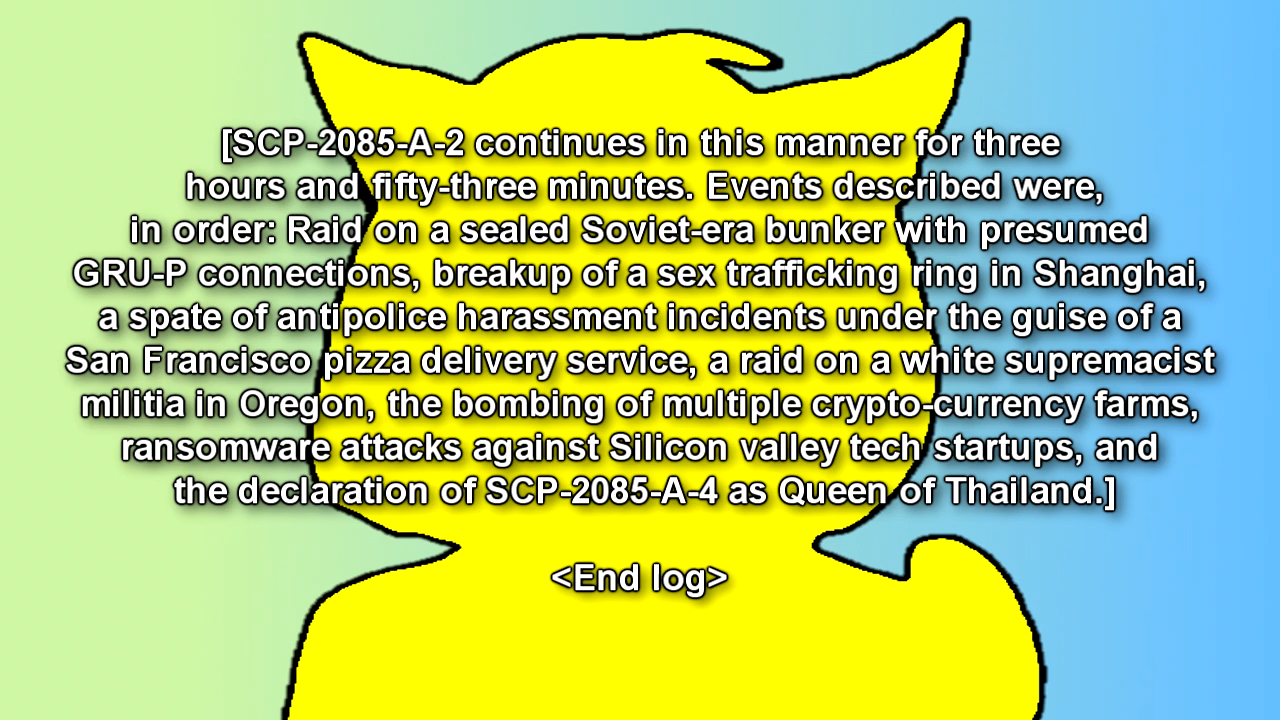 [SCP-2085-A-2 continues in this manner for three
hours and fifty-three minutes. Events described were,
in order: Raid on a sealed Soviet-era bunker with presumed
GRU-P connections, breakup of a sex trafficking ring in Shanghai,
a spate of antipolice harassment incidents under the guise of a
San Francisco pizza delivery service, a raid on a white supremacist
militia in Oregon, the bombing of multiple crypto-currency farms,
ransomware attacks against Silicon valley tech startups, and
the declaration of SCP-2085-A-4 as Queen of Thailand.]
<End log>